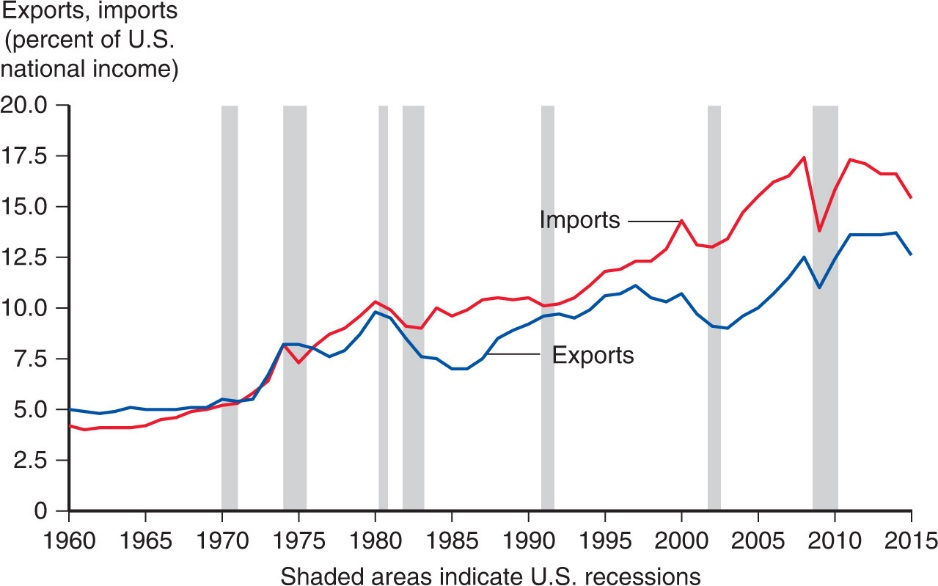 Exports, imports
(percent of U.S.
national income)
20.0
17.5
15.0
12.5
10.0
7.5
5.0
2.5
0
Imports
Exports
1960 1965 1970 1975 1980 1985 1990 1995 2000 2005 2010 2015
Shaded areas indicate U.S. recessions